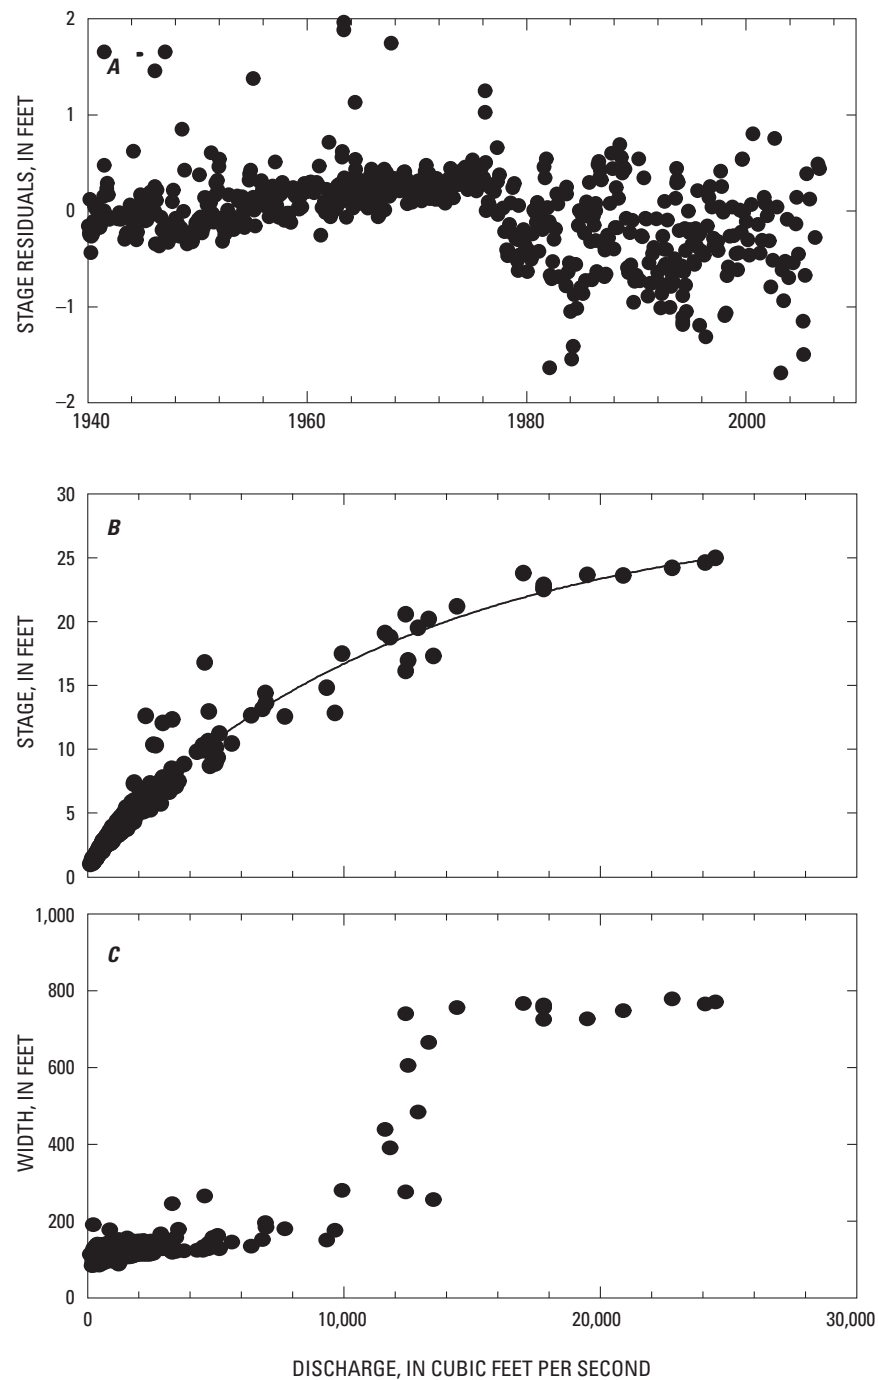 2
A
1
0
–1
–2
STAGE RESIDUALS, IN FEET
1940 1960 1980 2000
30
B
25
20
15
10
5
0
STAGE, IN FEET
1,000
C
800
600
400
200
0
WIDTH, IN FEET
0 10,000 20,000 30,000
DISCHARGE, IN CUBIC FEET PER SECOND